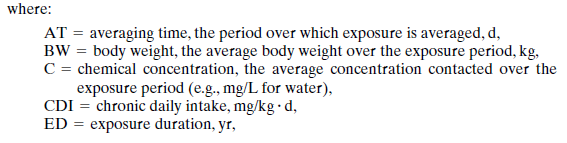 where:
AT = averaging time, the period over which exposure is averaged, d,
BW = body weight, the average body weight over the exposure period, kg,
C = chemical concentration, the average concentration contacted over the
exposure period (e.g., mg/L for water),
CDI = chronic daily intake, mg/kg · d,
ED = exposure duration, yr,